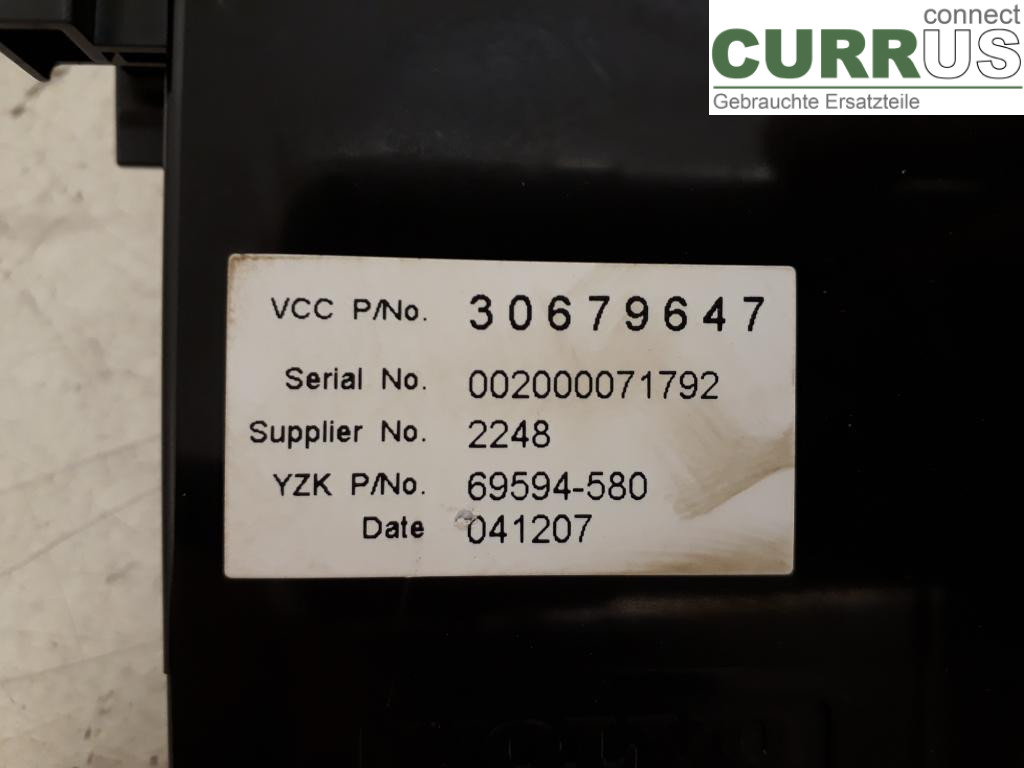 connect
CURRUS
Gebrauchte Ersatzteile
VCC P/No. 30679647
Serial No. 002000071792
Supplier No. 2248
YZK P/No. 69594-580
Date 041207